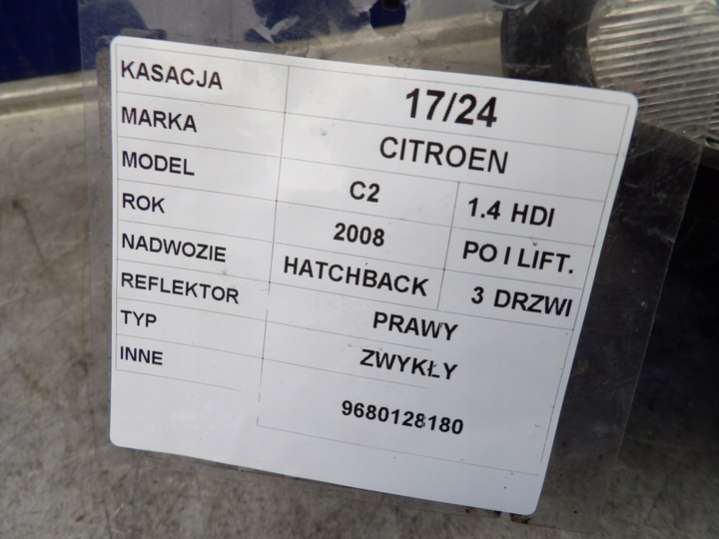 KASACJA 17/24
MARKA CITROEN
MODEL C2 1.4 HDI
ROK 2008 PO I LIFT.
NADWOZIE HATCHBACK 3 DRZWI
REFLEKTOR PRAWY
TYP ZWYKŁY
INNE 9680128180